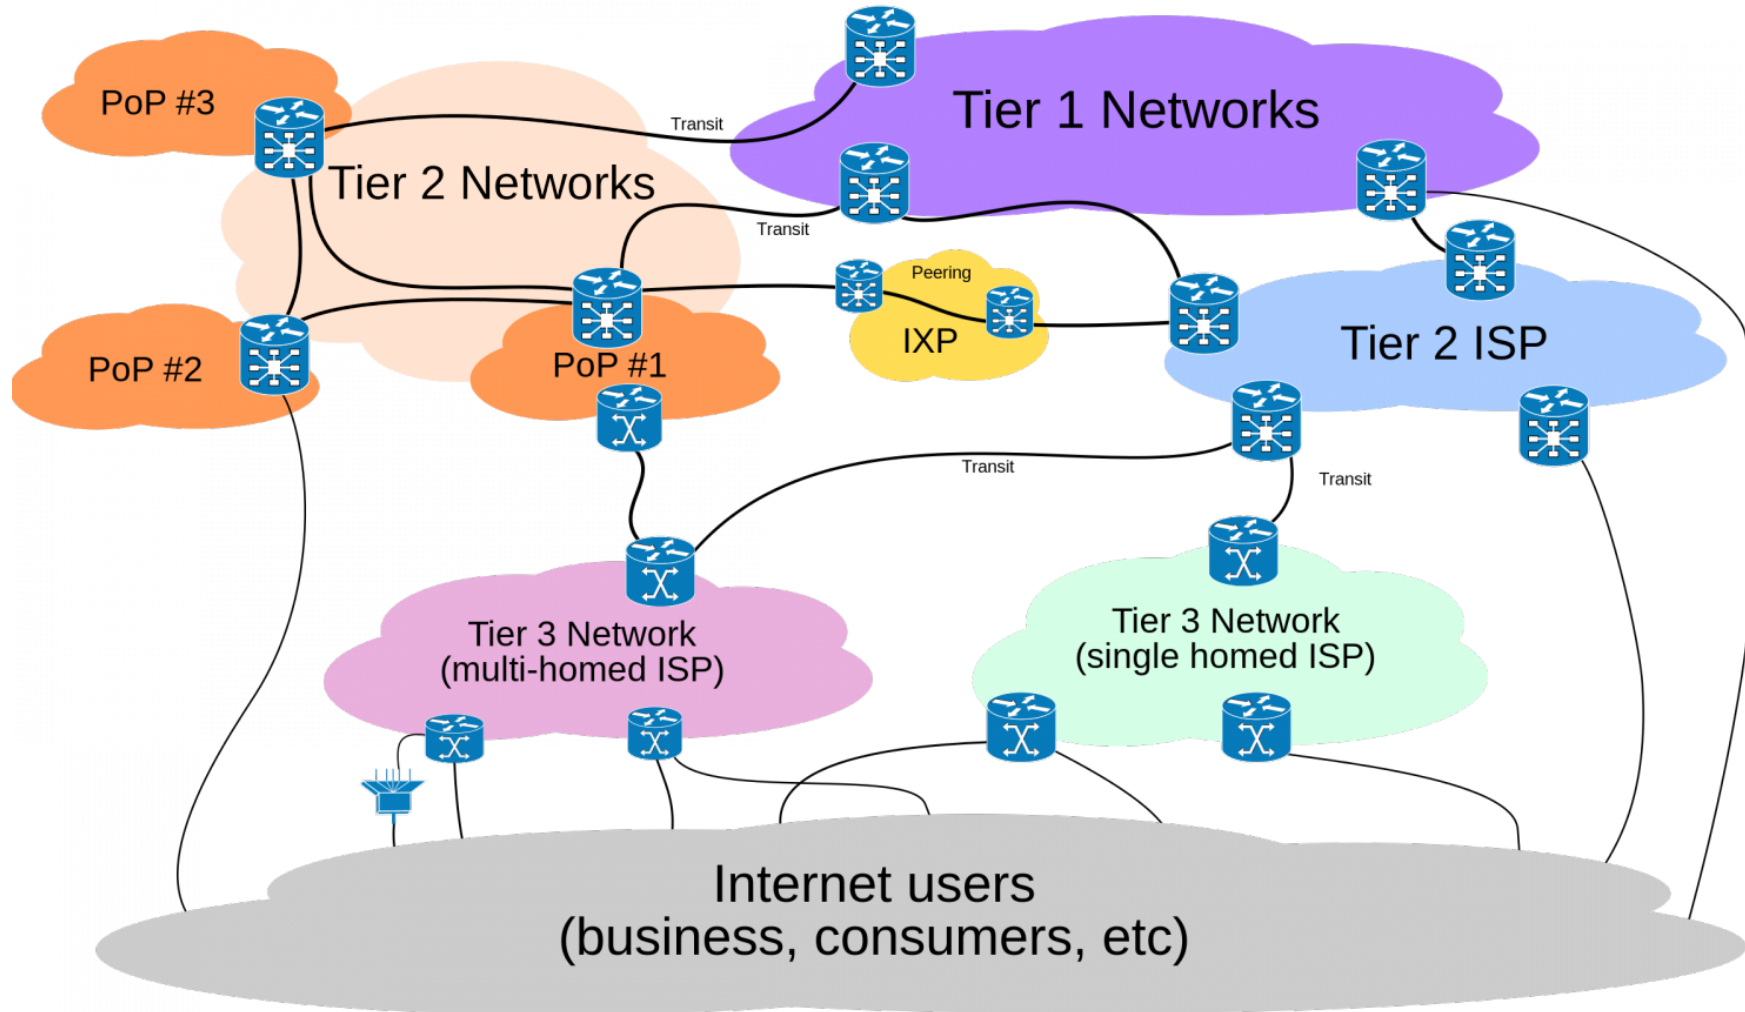 PoP #3
Transit
Tier 1 Networks
Tier 2 Networks
Transit
Peering
IXP
Tier 2 ISP
PoP #2
PoP #1
Transit
Transit
Tier 3 Network
(multi-homed ISP)
Tier 3 Network
(single homed ISP)
Internet users
(business, consumers, etc)